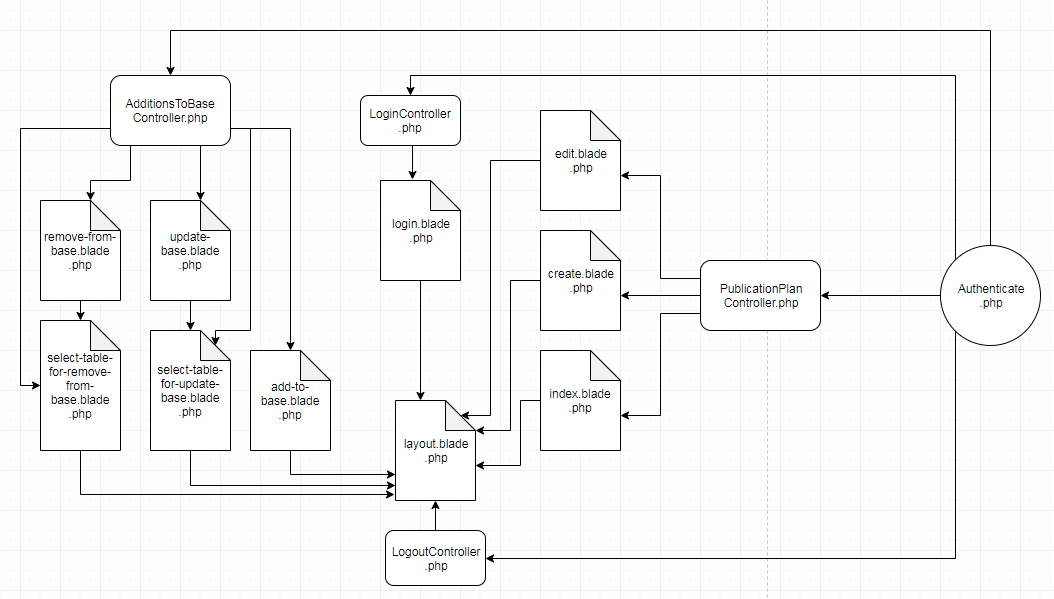 AdditionsToBase
Controller.php
LoginController
.php
edit.blade
.php
remove-from-
base.blade
.php
update-
base.blade
.php
login.blade
.php
create.blade
.php
PublicationPlan
Controller.php
Authenticate
.php
select-table-
for-remove-
from-
base.blade
.php
select-table-
for-update-
base.blade
.php
add-to-
base.blade
.php
index.blade
.php
layout.blade
.php
LogoutController
.php